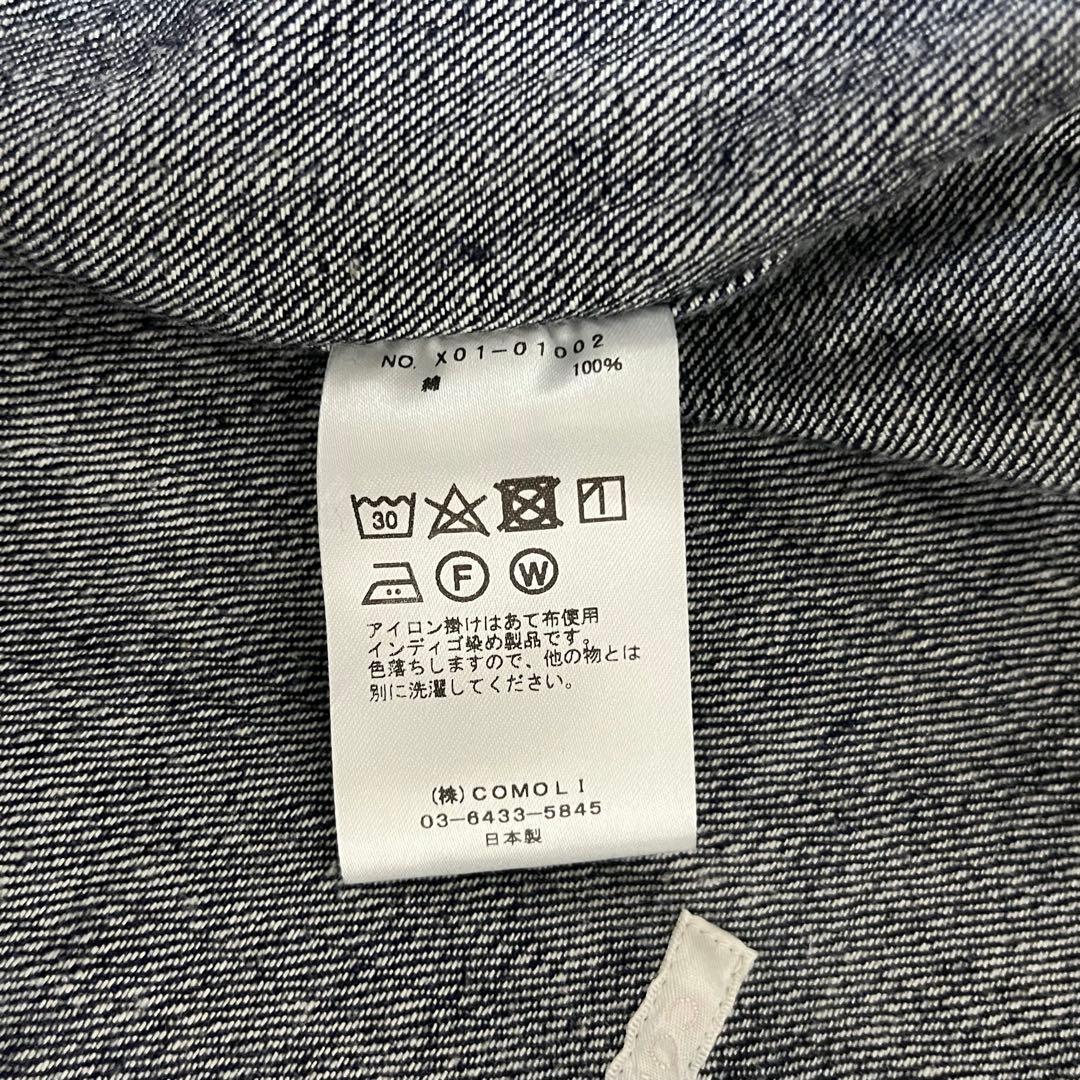 NO. X01-01002
綿 100%
30
F W
アイロン掛けはあて布使用
インディゴ染め製品です。
色落ちしますので、他の物とは
別に洗濯してください。
(株)COMOLI
03-6433-5845
日本製